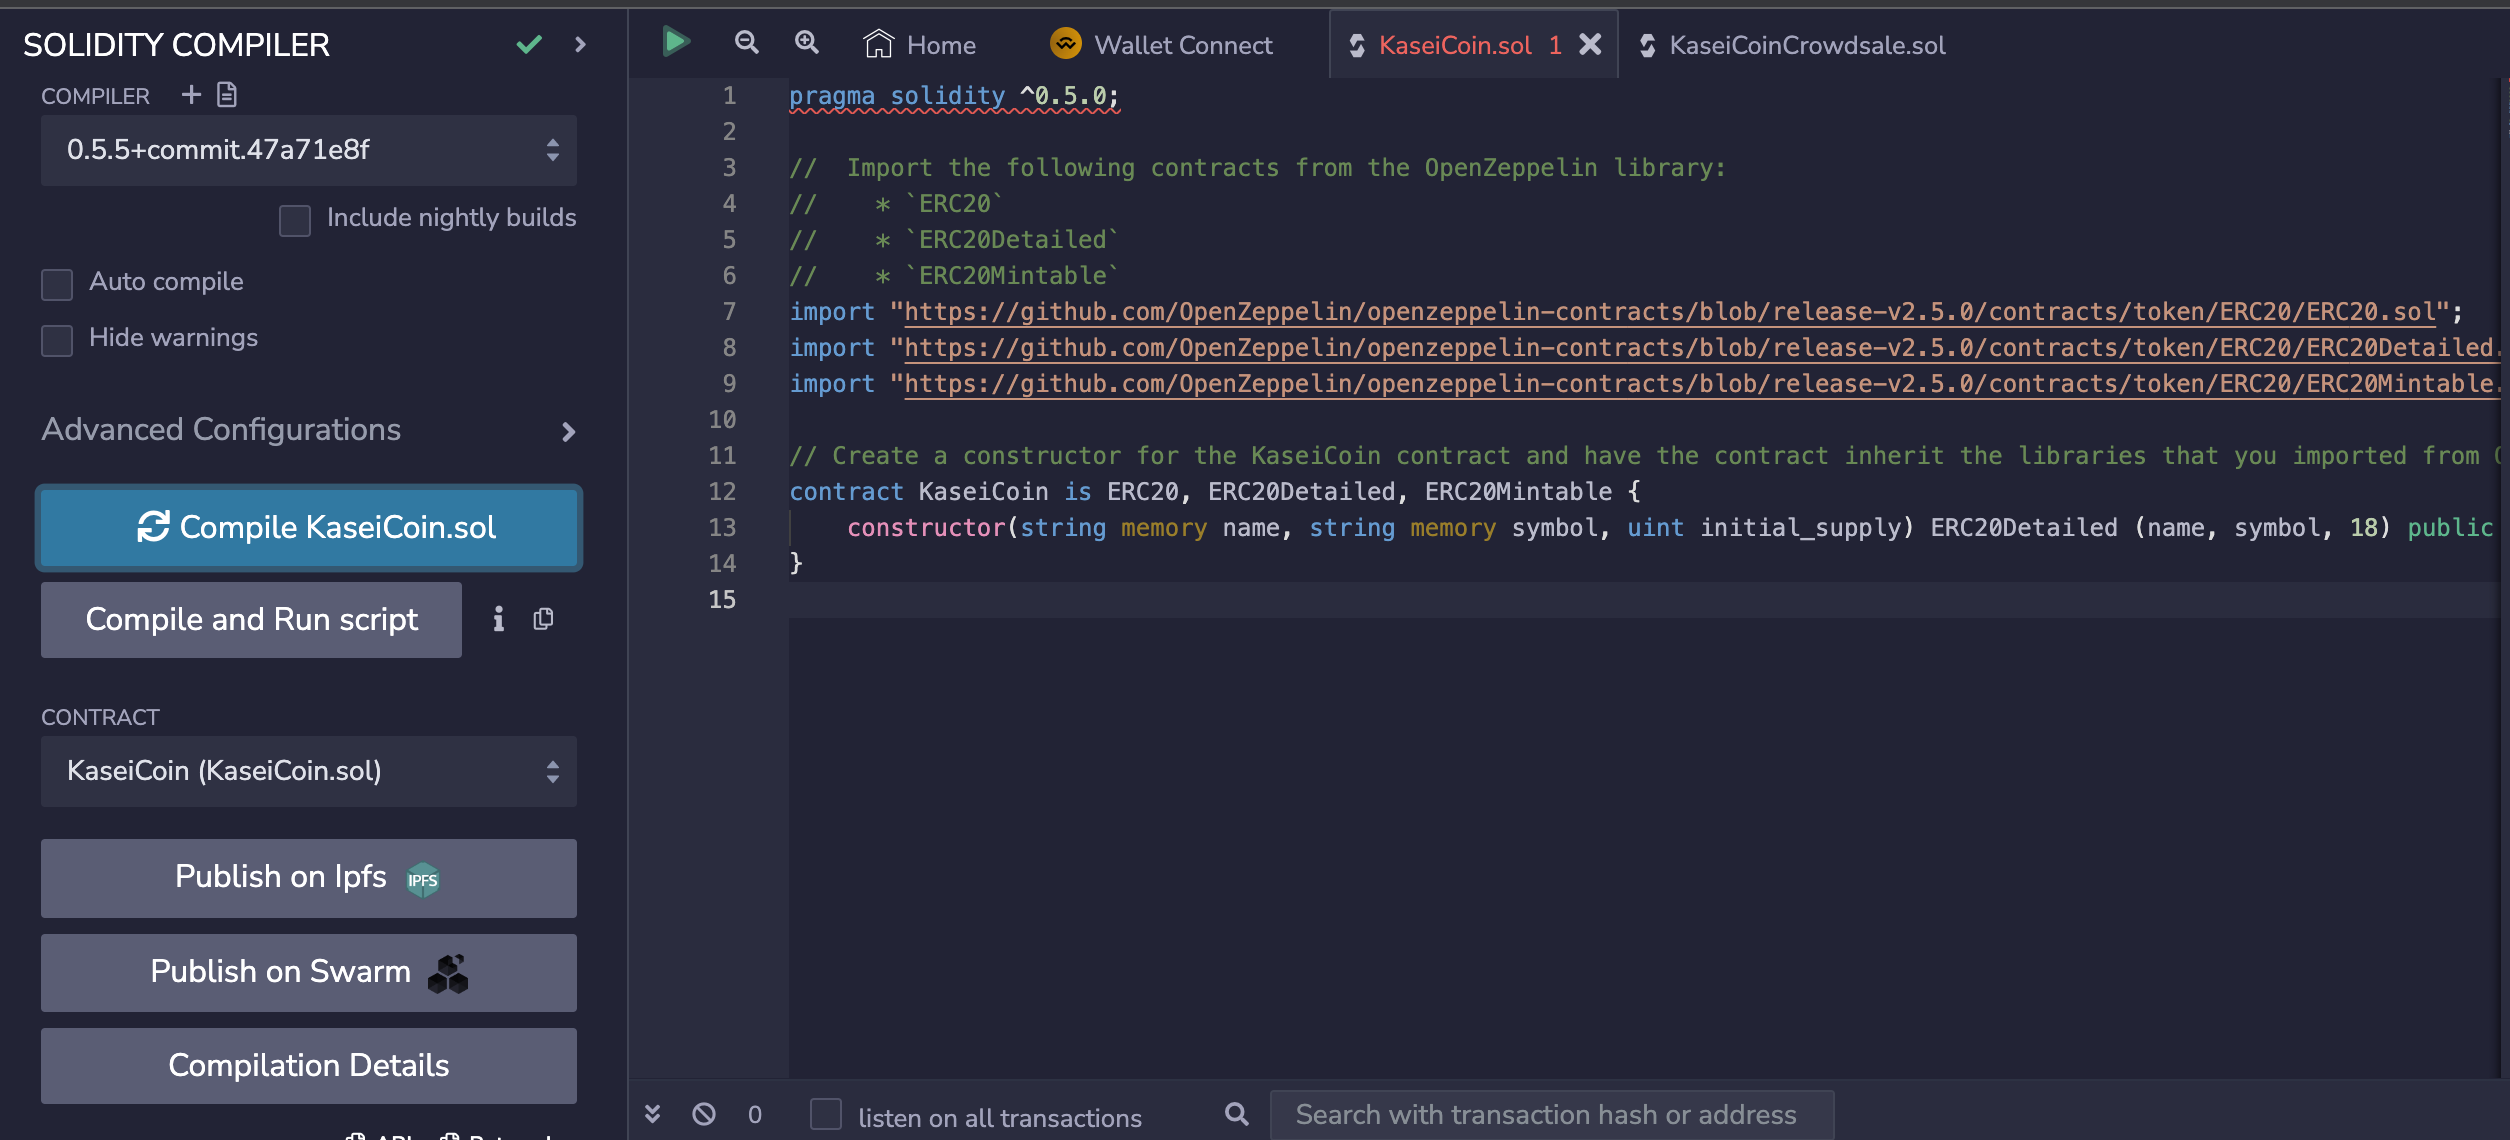 SOLIDITY COMPILER
COMPILER
0.5.5+commit.47a71e8f
Include nightly builds
Auto compile
Hide warnings
Advanced Configurations
Compile KaseiCoin.sol
Compile and Run script
CONTRACT
KaseiCoin (KaseiCoin.sol)
Publish on Ipfs IPFS
Publish on Swarm
Compilation Details
Home Wallet Connect KaseiCoin.sol 1 KaseiCoinCrowdsale.sol
1 pragma solidity ^0.5.0;
2
3 //  Import the following contracts from the OpenZeppelin library:
4 //    * `ERC20`
5 //    * `ERC20Detailed`
6 //    * `ERC20Mintable`
7 import "https://github.com/OpenZeppelin/openzeppelin-contracts/blob/release-v2.5.0/contracts/token/ERC20/ERC20.sol";
8 import "https://github.com/OpenZeppelin/openzeppelin-contracts/blob/release-v2.5.0/contracts/token/ERC20/ERC20Detailed.
9 import "https://github.com/OpenZeppelin/openzeppelin-contracts/blob/release-v2.5.0/contracts/token/ERC20/ERC20Mintable.
10
11 // Create a constructor for the KaseiCoin contract and have the contract inherit the libraries that you imported from
12 contract KaseiCoin is ERC20, ERC20Detailed, ERC20Mintable {
13     constructor(string memory name, string memory symbol, uint initial_supply) ERC20Detailed (name, symbol, 18) public
14 }
15
0 listen on all transactions Search with transaction hash or address